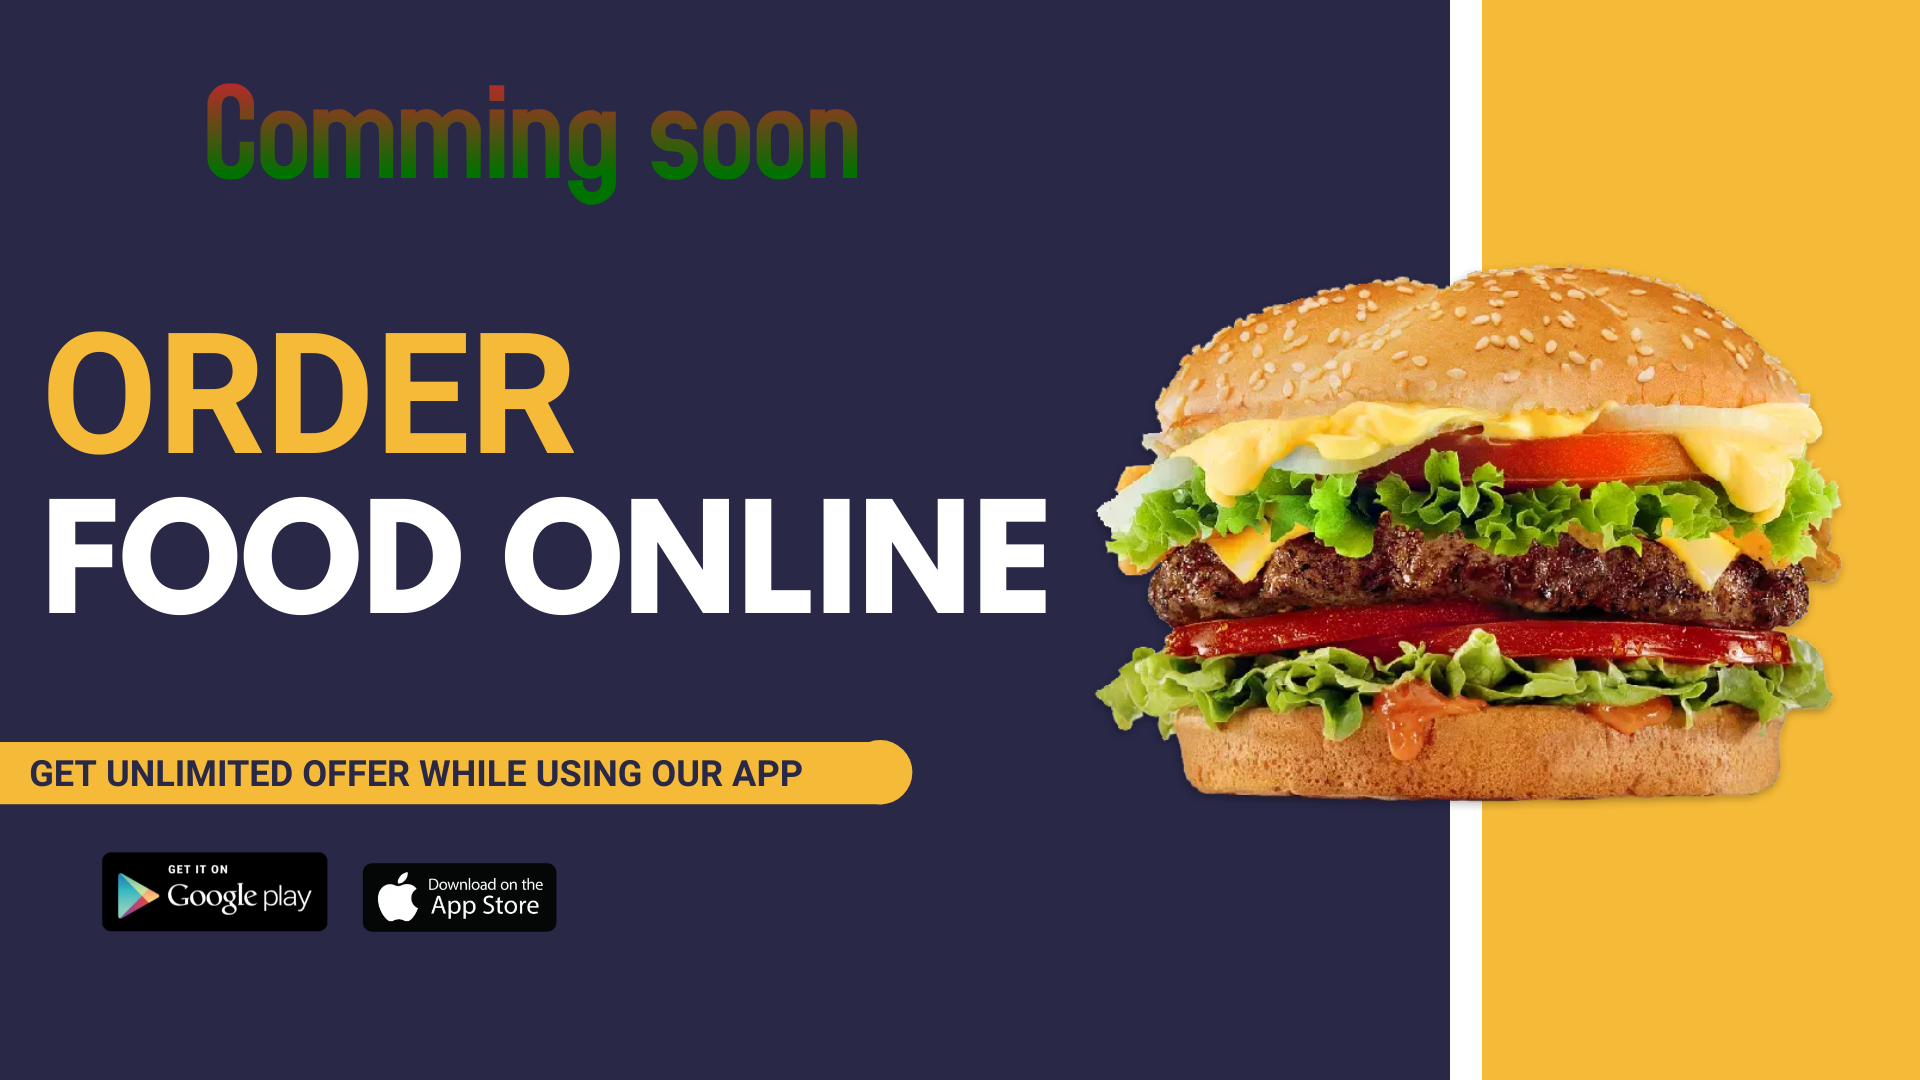 Comming soon
ORDER
FOOD ONLINE
GET UNLIMITED OFFER WHILE USING OUR APP
GET IT ON
Google play
Download on the
App Store